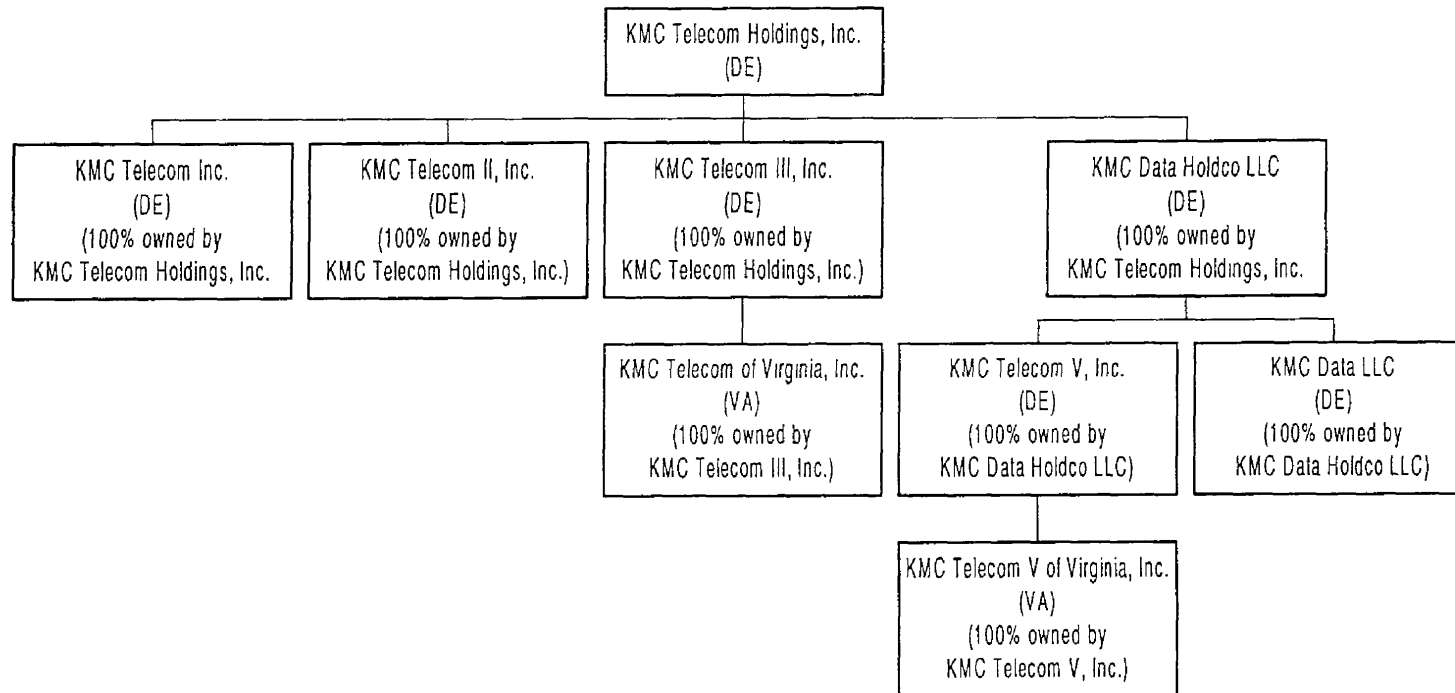 KMC Telecom Holdings, Inc.
(DE)
KMC Telecom Inc.
(DE)
(100% owned by
KMC Telecom Holdings, Inc.
KMC Telecom II, Inc.
(DE)
(100% owned by
KMC Telecom Holdings, Inc.)
KMC Telecom III, Inc.
(DE)
(100% owned by
KMC Telecom Holdings, Inc.)
KMC Data Holdco LLC
(DE)
(100% owned by
KMC Telecom Holdings, Inc.
KMC Telecom of Virginia, Inc.
(VA)
(100% owned by
KMC Telecom III, Inc.)
KMC Telecom V, Inc.
(DE)
(100% owned by
KMC Data Holdco LLC)
KMC Data LLC
(DE)
(100% owned by
KMC Data Holdco LLC)
KMC Telecom V of Virginia, Inc.
(VA)
(100% owned by
KMC Telecom V, Inc.)